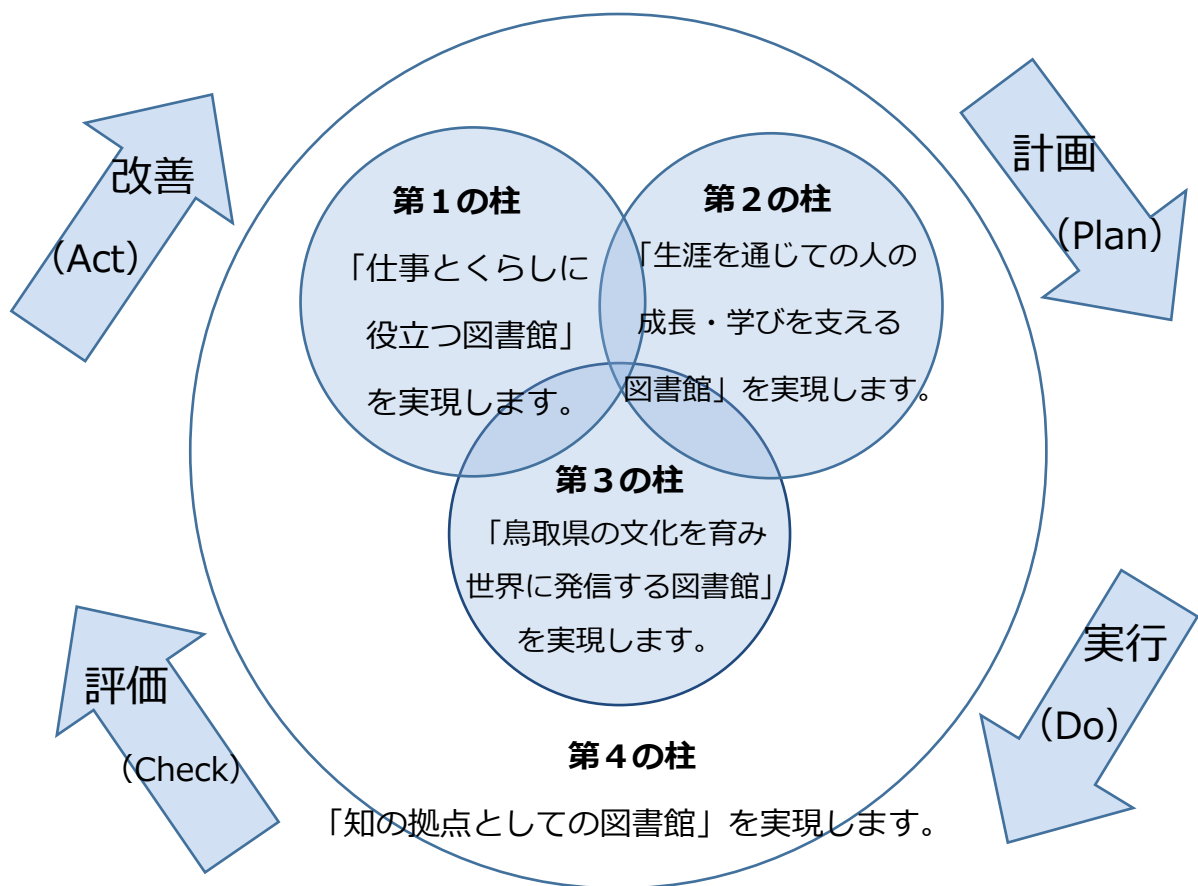 改善
（Act）
計画
（Plan）
第１の柱
「仕事とくらしに
役立つ図書館」
を実現します。
第２の柱
「生涯を通じての人の
成長・学びを支える
図書館」を実現します。
第３の柱
「鳥取県の文化を育み
世界に発信する図書館」
を実現します。
実行
（Do）
評価
（Check）
第４の柱
「知の拠点としての図書館」を実現します。